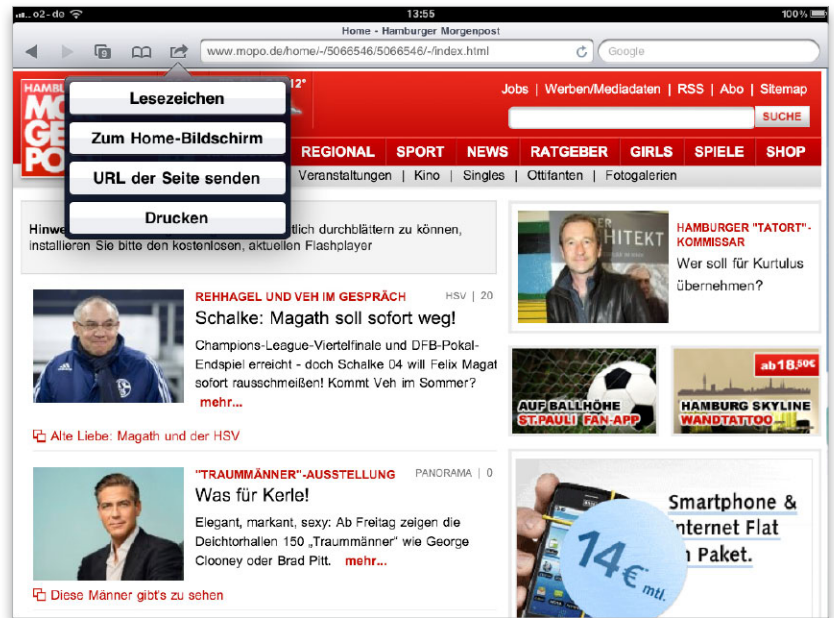 o2-de
13:55
100%
Home - Hamburger Morgenpost
9
www.mopo.de/home/-/5066546/5066546/-/index.html
Google
Lesezeichen
Zum Home-Bildschirm
URL der Seite senden
Drucken
HAMB
MO
GE
PO
12°
Jobs | Werben/Mediadaten | RSS | Abo | Sitemap
SUCHE
REGIONAL SPORT NEWS RATGEBER GIRLS SPIELE SHOP
Veranstaltungen | Kino | Singles | Ottifanten | Fotogalerien
Hinwe tlich durchblättern zu können,
installieren Sie bitte den kostenlosen, aktuellen Flashplayer
REHHAGEL UND VEH IM GESPRÄCH HSV | 20
Schalke: Magath soll sofort weg!
Champions-League-Viertelfinale und DFB-Pokal-
Endspiel erreicht - doch Schalke 04 will Felix Magat
sofort rausschmeißen! Kommt Veh im Sommer?
mehr...
Alte Liebe: Magath und der HSV
"TRAUMMÄNNER"-AUSSTELLUNG PANORAMA | 0
Was für Kerle!
Elegant, markant, sexy: Ab Freitag zeigen die
Deichtorhallen 150 „Traummänner" wie George
Clooney oder Brad Pitt. mehr...
Diese Männer gibt's zu sehen
HITEKT
HAMBURGER "TATORT"-
KOMMISSAR
Wer soll für Kurtulus
übernehmen?
AUF BALLHÖHE
ST.PAULI FAN-APP
ab 18,50€
HAMBURG SKYLINE
WANDTATTOO
Smartphone &
nternet Flat
Paket.
14€ mtl.